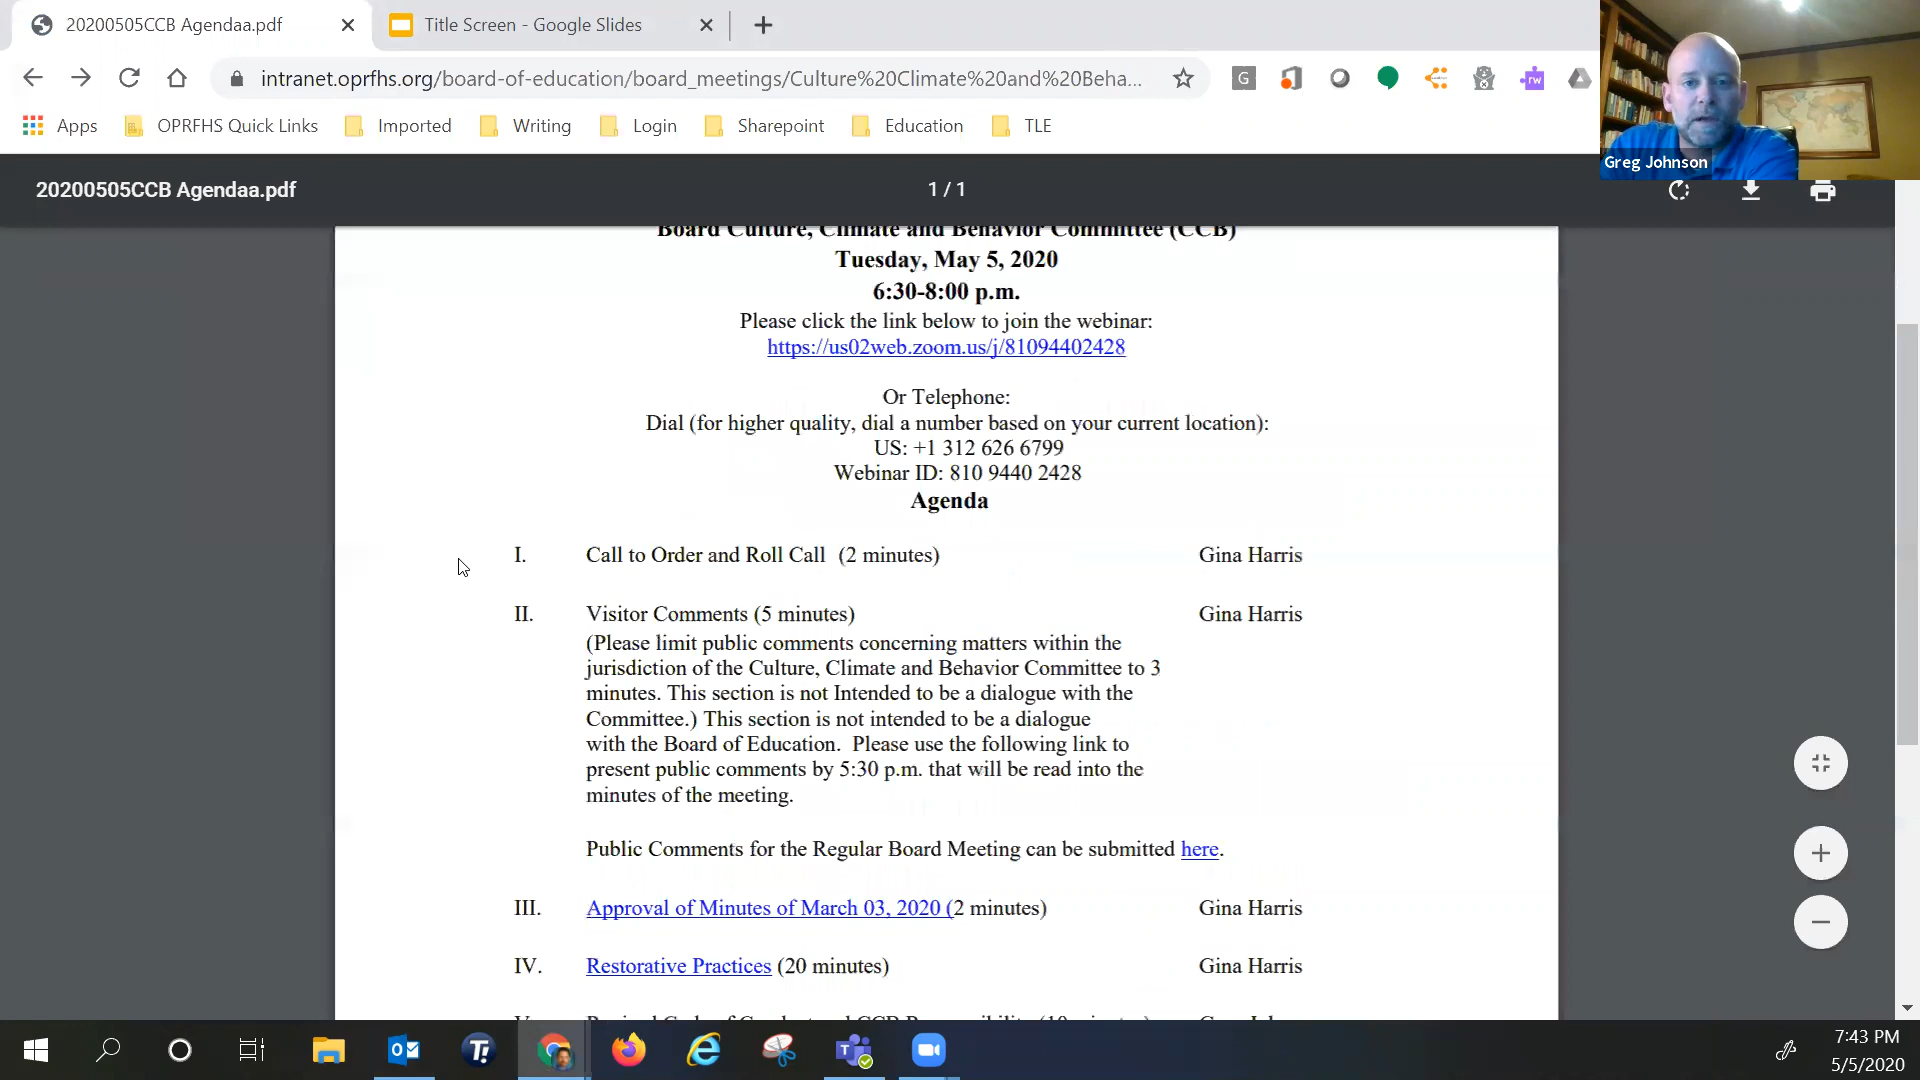 20200505CCB Agendaa.pdf
Title Screen - Google Slides
intranet.oprfhs.org/board-of-education/board_meetings/Culture%20Climate%20and%20Beha...
G
rw
Apps
OPRFHS Quick Links
Imported
Writing
Login
Sharepoint
Education
TLE
Greg Johnson
20200505CCB Agendaa.pdf
1 / 1
Board Culture, Climate and Behavior Committee (CCB)
Tuesday, May 5, 2020
6:30-8:00 p.m.
Please click the link below to join the webinar:
https://us02web.zoom.us/j/81094402428
Or Telephone:
Dial (for higher quality, dial a number based on your current location):
US: +1 312 626 6799
Webinar ID: 810 9440 2428
Agenda
I. Call to Order and Roll Call (2 minutes) Gina Harris
II. Visitor Comments (5 minutes) Gina Harris
(Please limit public comments concerning matters within the
jurisdiction of the Culture, Climate and Behavior Committee to 3
minutes. This section is not Intended to be a dialogue with the
Committee.) This section is not intended to be a dialogue
with the Board of Education. Please use the following link to
present public comments by 5:30 p.m. that will be read into the
minutes of the meeting.
Public Comments for the Regular Board Meeting can be submitted here.
III. Approval of Minutes of March 03, 2020 (2 minutes) Gina Harris
IV. Restorative Practices (20 minutes) Gina Harris
7:43 PM
5/5/2020